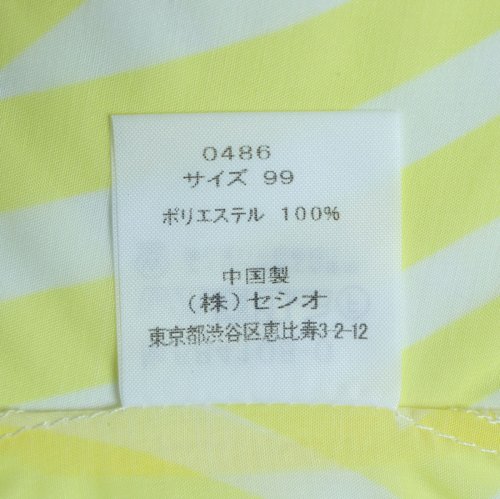 0486
サイズ 99
ポリエステル 100%
中国製
(株)セシオ
東京都渋谷区恵比寿3-2-12